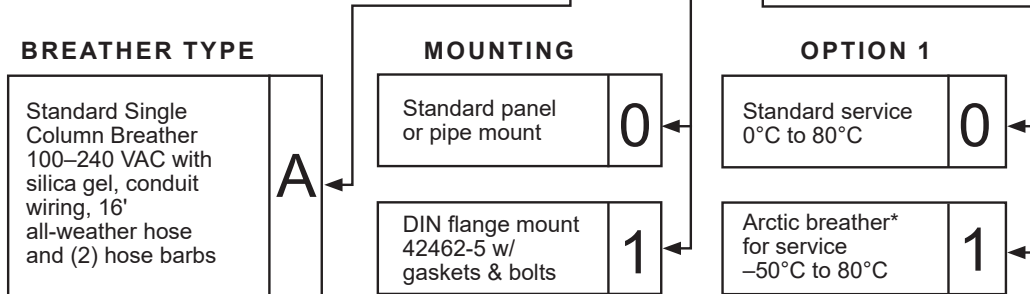 BREATHER TYPE
Standard Single
Column Breather
100–240 VAC with
silica gel, conduit
wiring, 16'
all-weather hose
and (2) hose barbs
A
MOUNTING
Standard panel
or pipe mount
0
DIN flange mount
42462-5 w/
gaskets & bolts
1
OPTION 1
Standard service
0°C to 80°C
0
Arctic breather*
for service
–50°C to 80°C
1